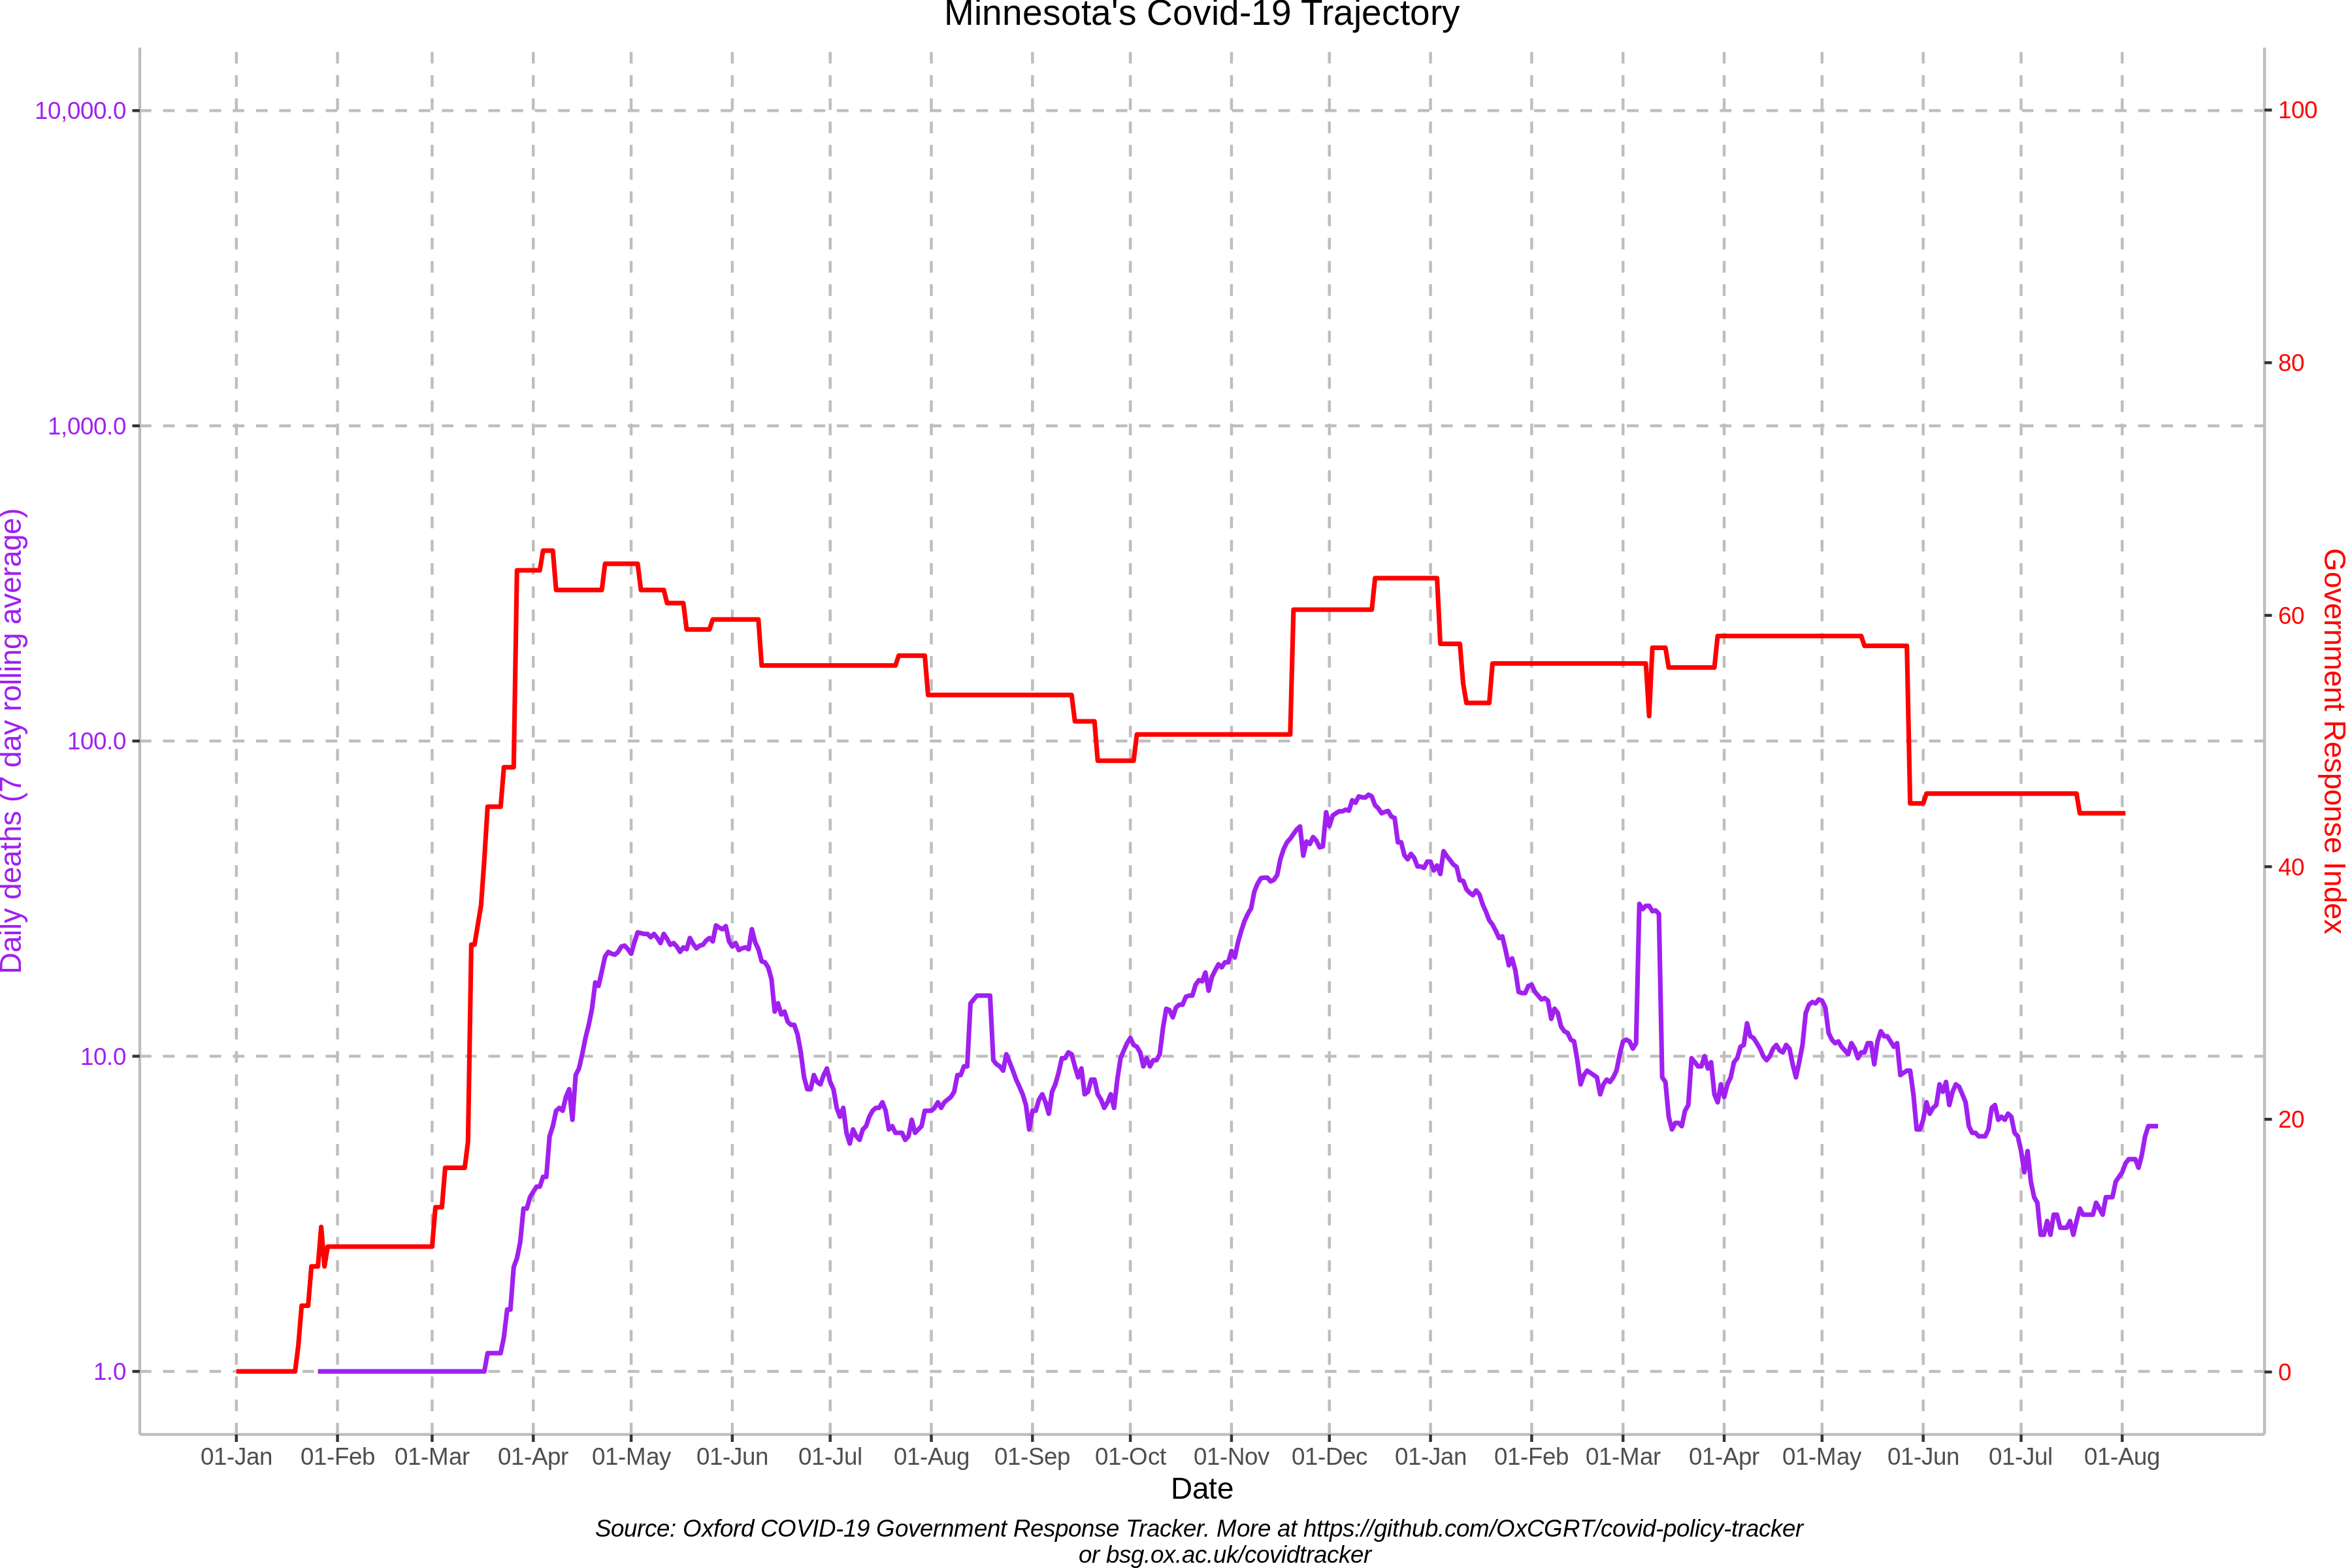 Minnesota's Covid-19 Trajectory
10,000.0
1,000.0
100.0
10.0
1.0
Daily deaths (7 day rolling average)
100
80
60
40
20
0
Government Response Index
01-Jan 01-Feb 01-Mar 01-Apr 01-May 01-Jun 01-Jul 01-Aug 01-Sep 01-Oct 01-Nov 01-Dec 01-Jan 01-Feb 01-Mar 01-Apr 01-May 01-Jun 01-Jul 01-Aug
Date
Source: Oxford COVID-19 Government Response Tracker. More at https://github.com/OxCGRT/covid-policy-tracker
or bsg.ox.ac.uk/covidtracker